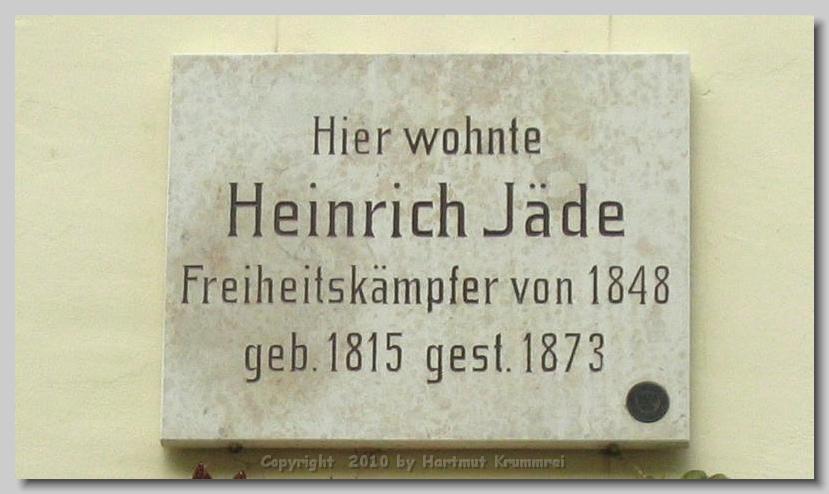 Hier wohnte
Heinrich Jäde
Freiheitskämpfer von 1848
geb. 1815 gest. 1873
Copyright 2010 by Hartmut Krummrei